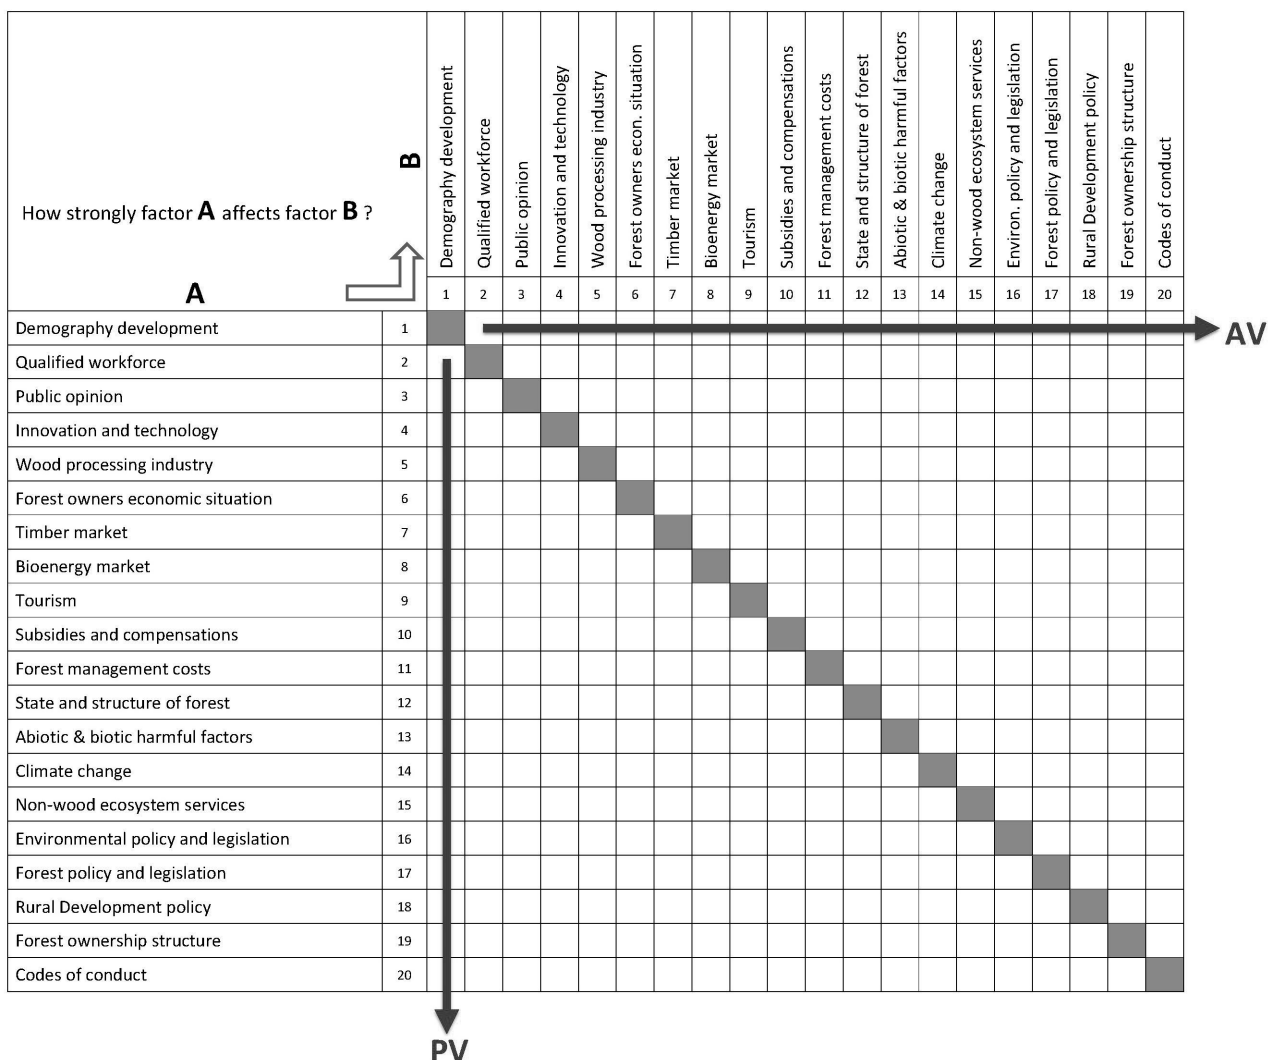 B
Demography development
Qualified workforce
Public opinion
Innovation and technology
Wood processing industry
Forest owners econ. situation
Timber market
Bioenergy market
Tourism
Subsidies and compensations
Forest management costs
State and structure of forest
Abiotic & biotic harmful factors
Climate change
Non-wood ecosystem services
Environ. policy and legislation
Forest policy and legislation
Rural Development policy
Forest ownership structure
Codes of conduct
How strongly factor A affects factor B ?
A
1 2 3 4 5 6 7 8 9 10 11 12 13 14 15 16 17 18 19 20
Demography development 1
AV
Qualified workforce 2
Public opinion 3
Innovation and technology 4
Wood processing industry 5
Forest owners economic situation 6
Timber market 7
Bioenergy market 8
Tourism 9
Subsidies and compensations 10
Forest management costs 11
State and structure of forest 12
Abiotic & biotic harmful factors 13
Climate change 14
Non-wood ecosystem services 15
Environmental policy and legislation 16
Forest policy and legislation 17
Rural Development policy 18
Forest ownership structure 19
Codes of conduct 20
PV